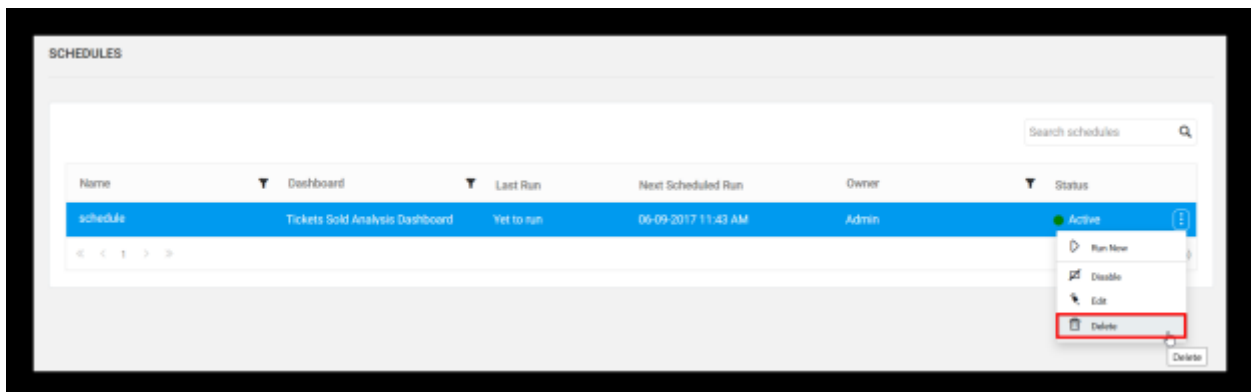 SCHEDULES
Search schedules
Name Dashboard Last Run Next Scheduled Run Owner Status
schedule Tickets Sold Analysis Dashboard Yet to run 06-09-2017 11:43 AM Admin Active
1
Run Now
Disable
Edit
Delete
Delete